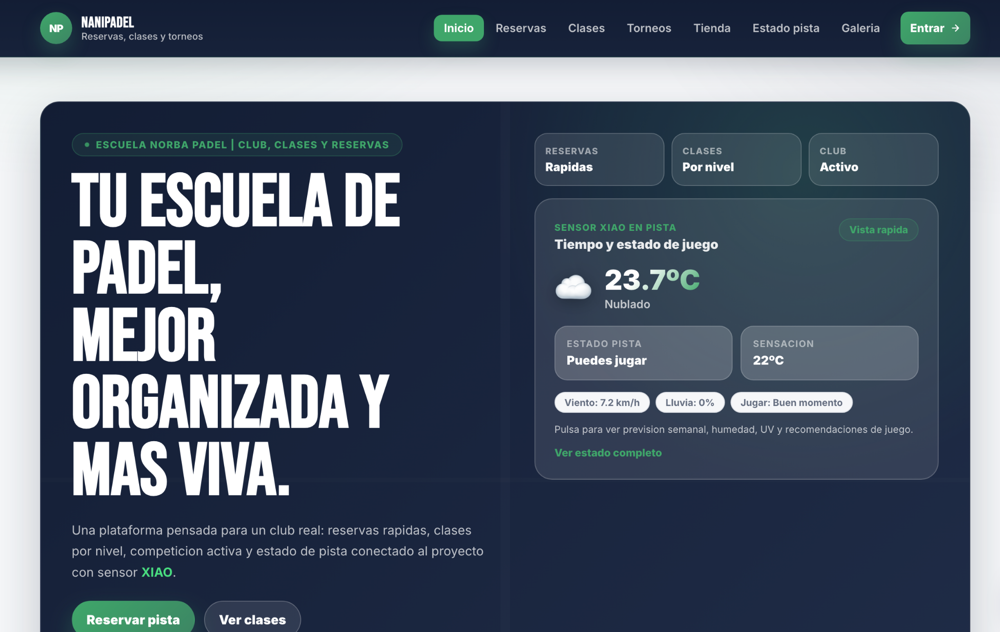 NP
NANIPADEL
Reservas, clases y torneos
Inicio
Reservas
Clases
Torneos
Tienda
Estado pista
Galeria
Entrar →
ESCUELA NORBA PADEL | CLUB, CLASES Y RESERVAS
TU ESCUELA DE
PADEL,
MEJOR
ORGANIZADA Y
MAS VIVA.
Una plataforma pensada para un club real: reservas rapidas, clases
por nivel, competicion activa y estado de pista conectado al proyecto
con sensor XIAO.
Reservar pista
Ver clases
RESERVAS
Rapidas
CLASES
Por nivel
CLUB
Activo
SENSOR XIAO EN PISTA
Tiempo y estado de juego
Vista rapida
23.7ºC
Nublado
ESTADO PISTA
Puedes jugar
SENSACION
22ºC
Viento: 7.2 km/h
Lluvia: 0%
Jugar: Buen momento
Pulsa para ver prevision semanal, humedad, UV y recomendaciones de juego.
Ver estado completo